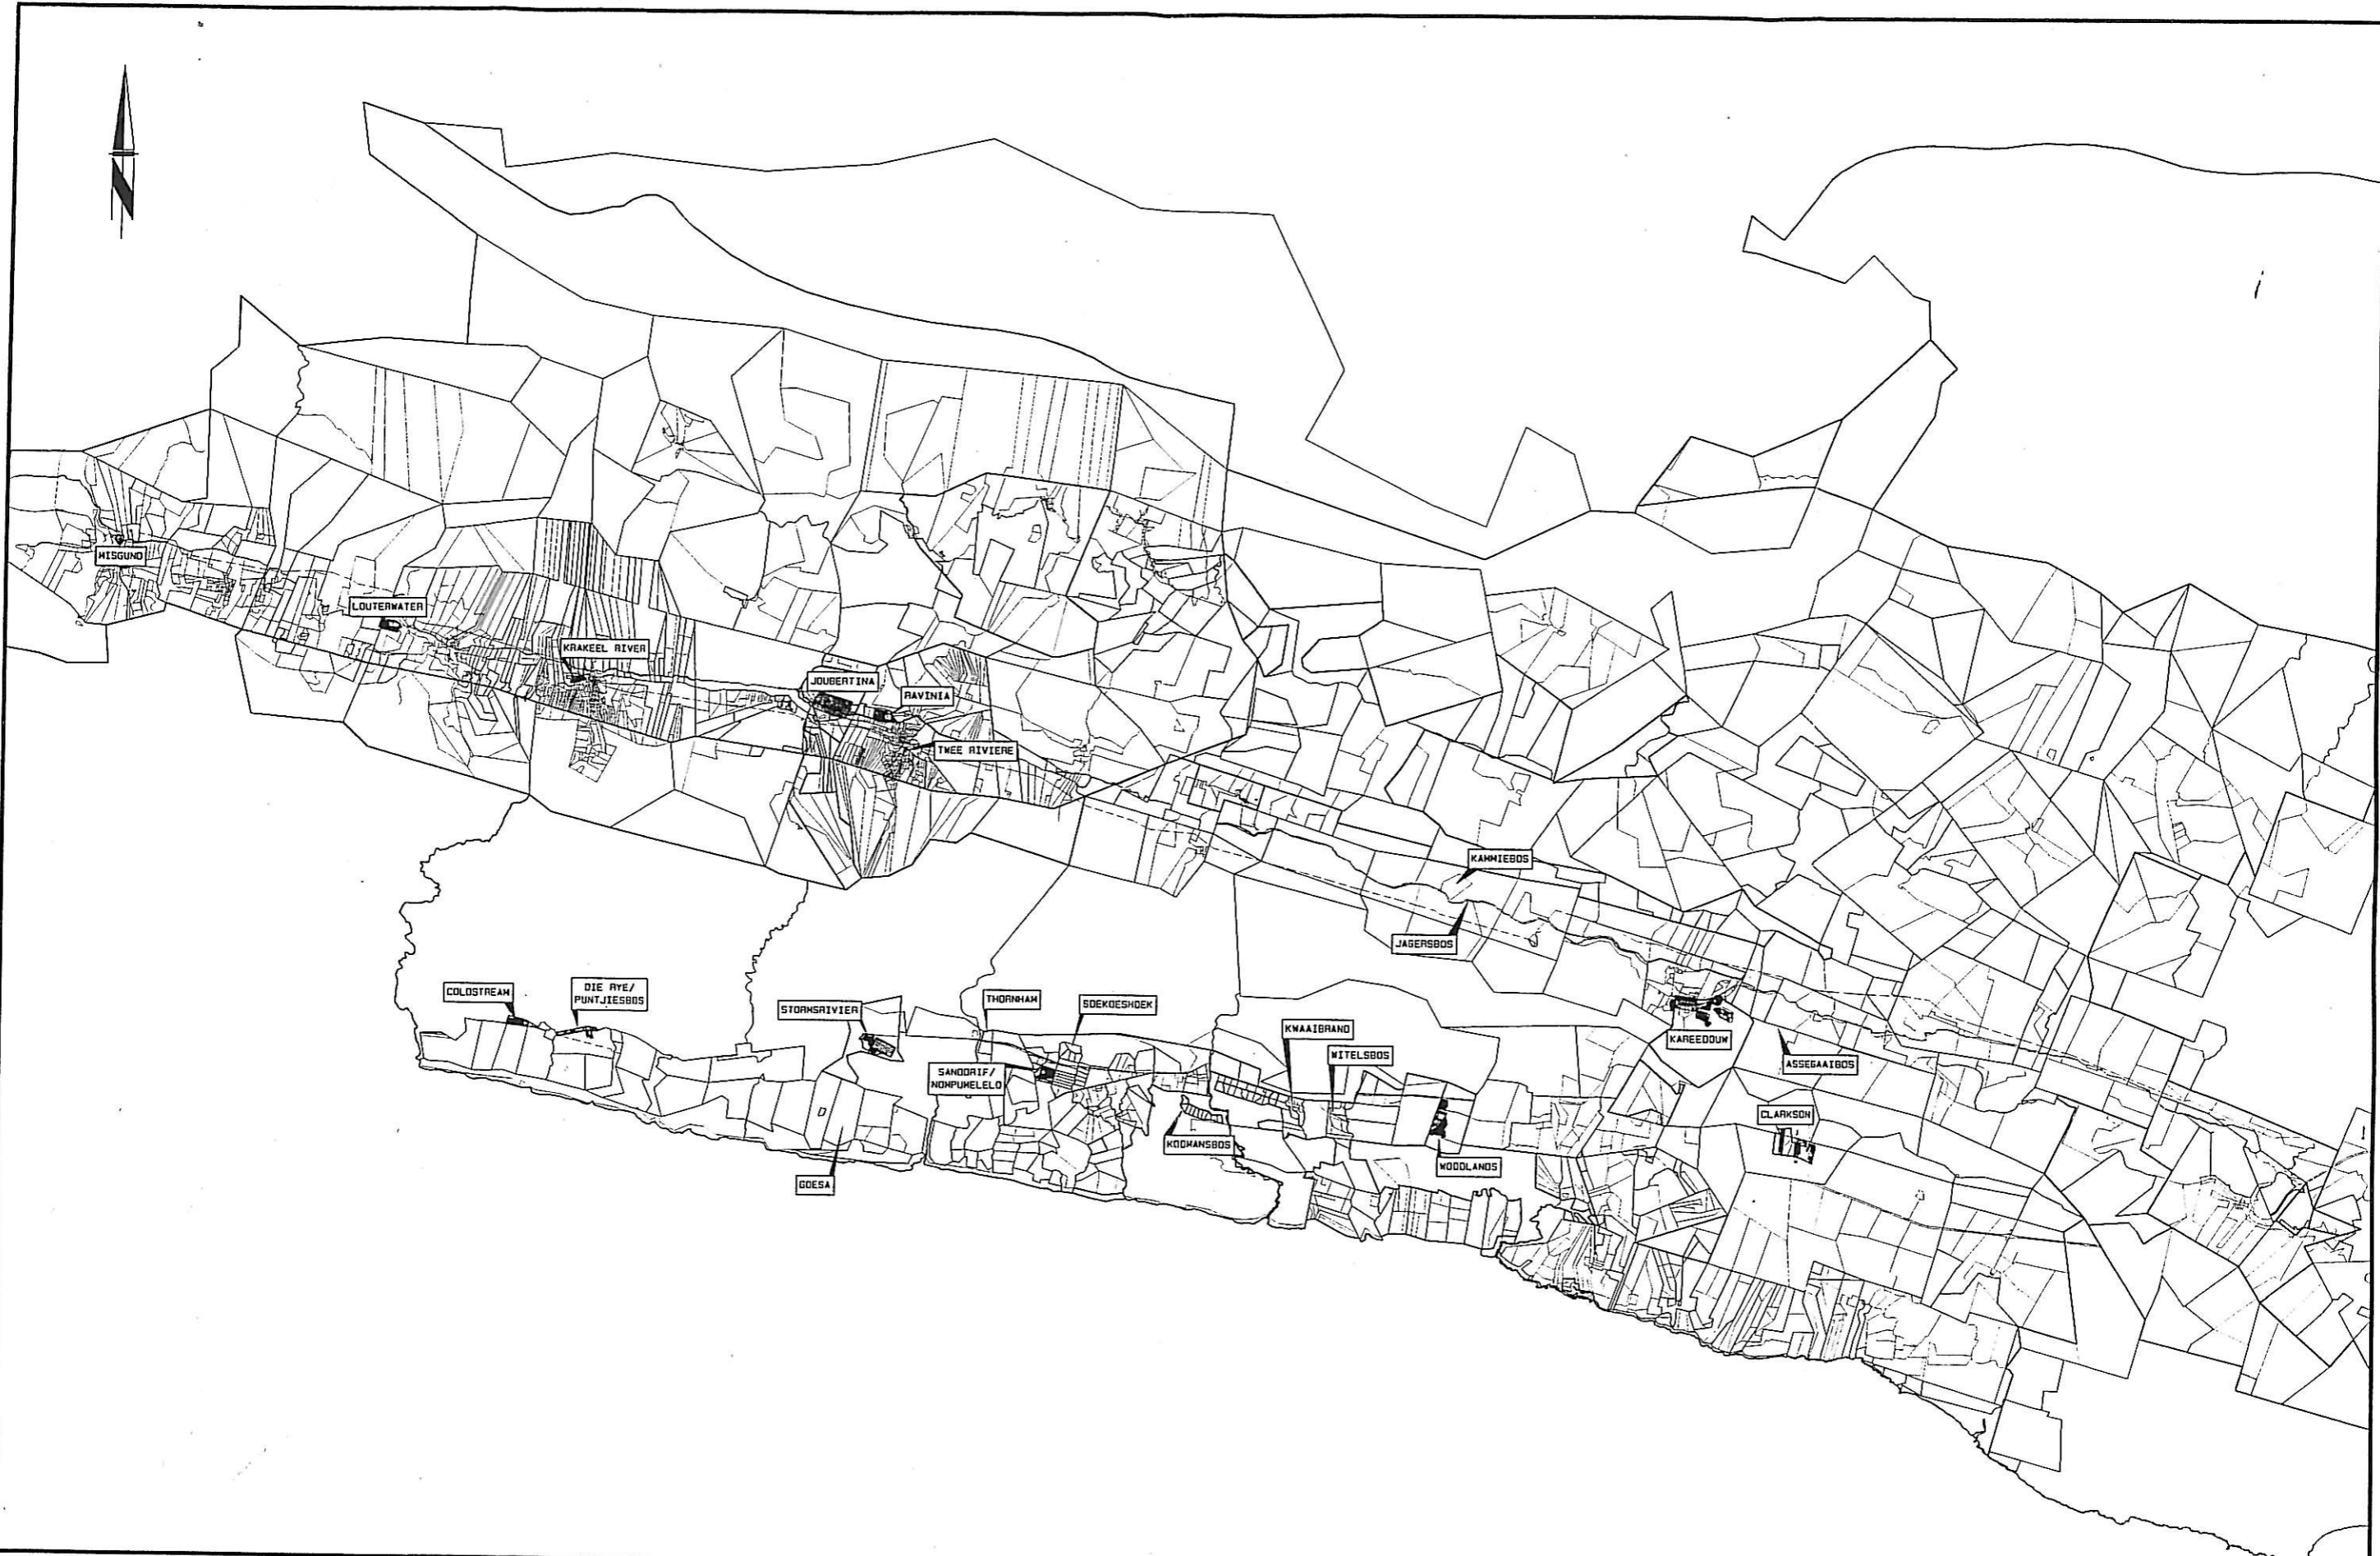 N
MISGUND
LOUTERWATER
KRAKEEL RIVER
JOUBERTINA
RAVINIA
TWEE RIVIERE
KAMMIEBOS
JAGERSBOS
COLDSTREAM
DIE RYE/
PUNTJIESBOS
STORMSRIVIER
THORNHAM
SOEKOESHOEK
SANDDRIF/
NOMPUMELELO
KWAAIBRAND
WITELSBOS
KAREEDOUW
ASSEGAAIBOS
CLARKSON
KOOMANSBOS
WOODLANDS
GOESA